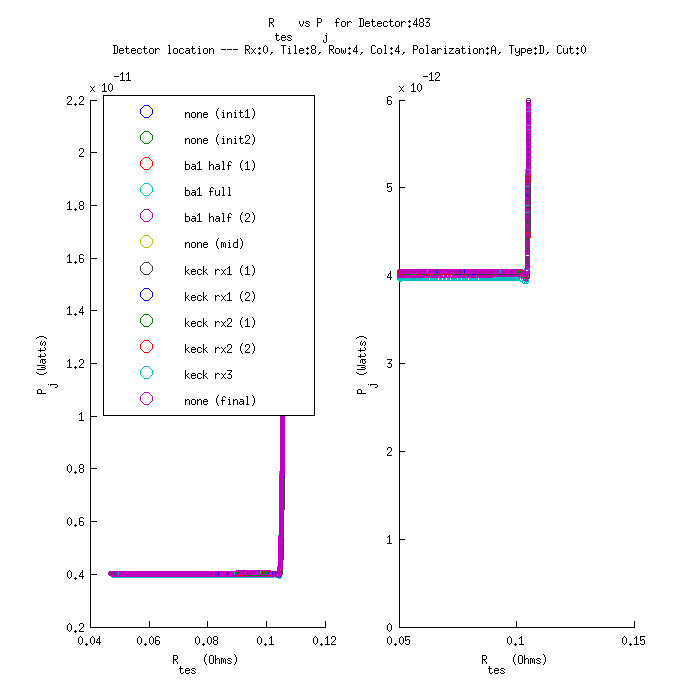 R    vs P  for Detector:483
tes    j
Detector location --- Rx:0, Tile:8, Row:4, Col:4, Polarization:A, Type:D, Cut:0
x 10^-11
2.2
2
1.8
1.6
1.4
1.2
1
0.8
0.6
0.4
0.2
0.04 0.06 0.08 0.1 0.12
P_j (Watts)
R_tes (Ohms)
none (init1)
none (init2)
ba1 half (1)
ba1 full
ba1 half (2)
none (mid)
keck rx1 (1)
keck rx1 (2)
keck rx2 (1)
keck rx2 (2)
keck rx3
none (final)
x 10^-12
6
5
4
3
2
1
0
0.05 0.1 0.15
P_j (Watts)
R_tes (Ohms)